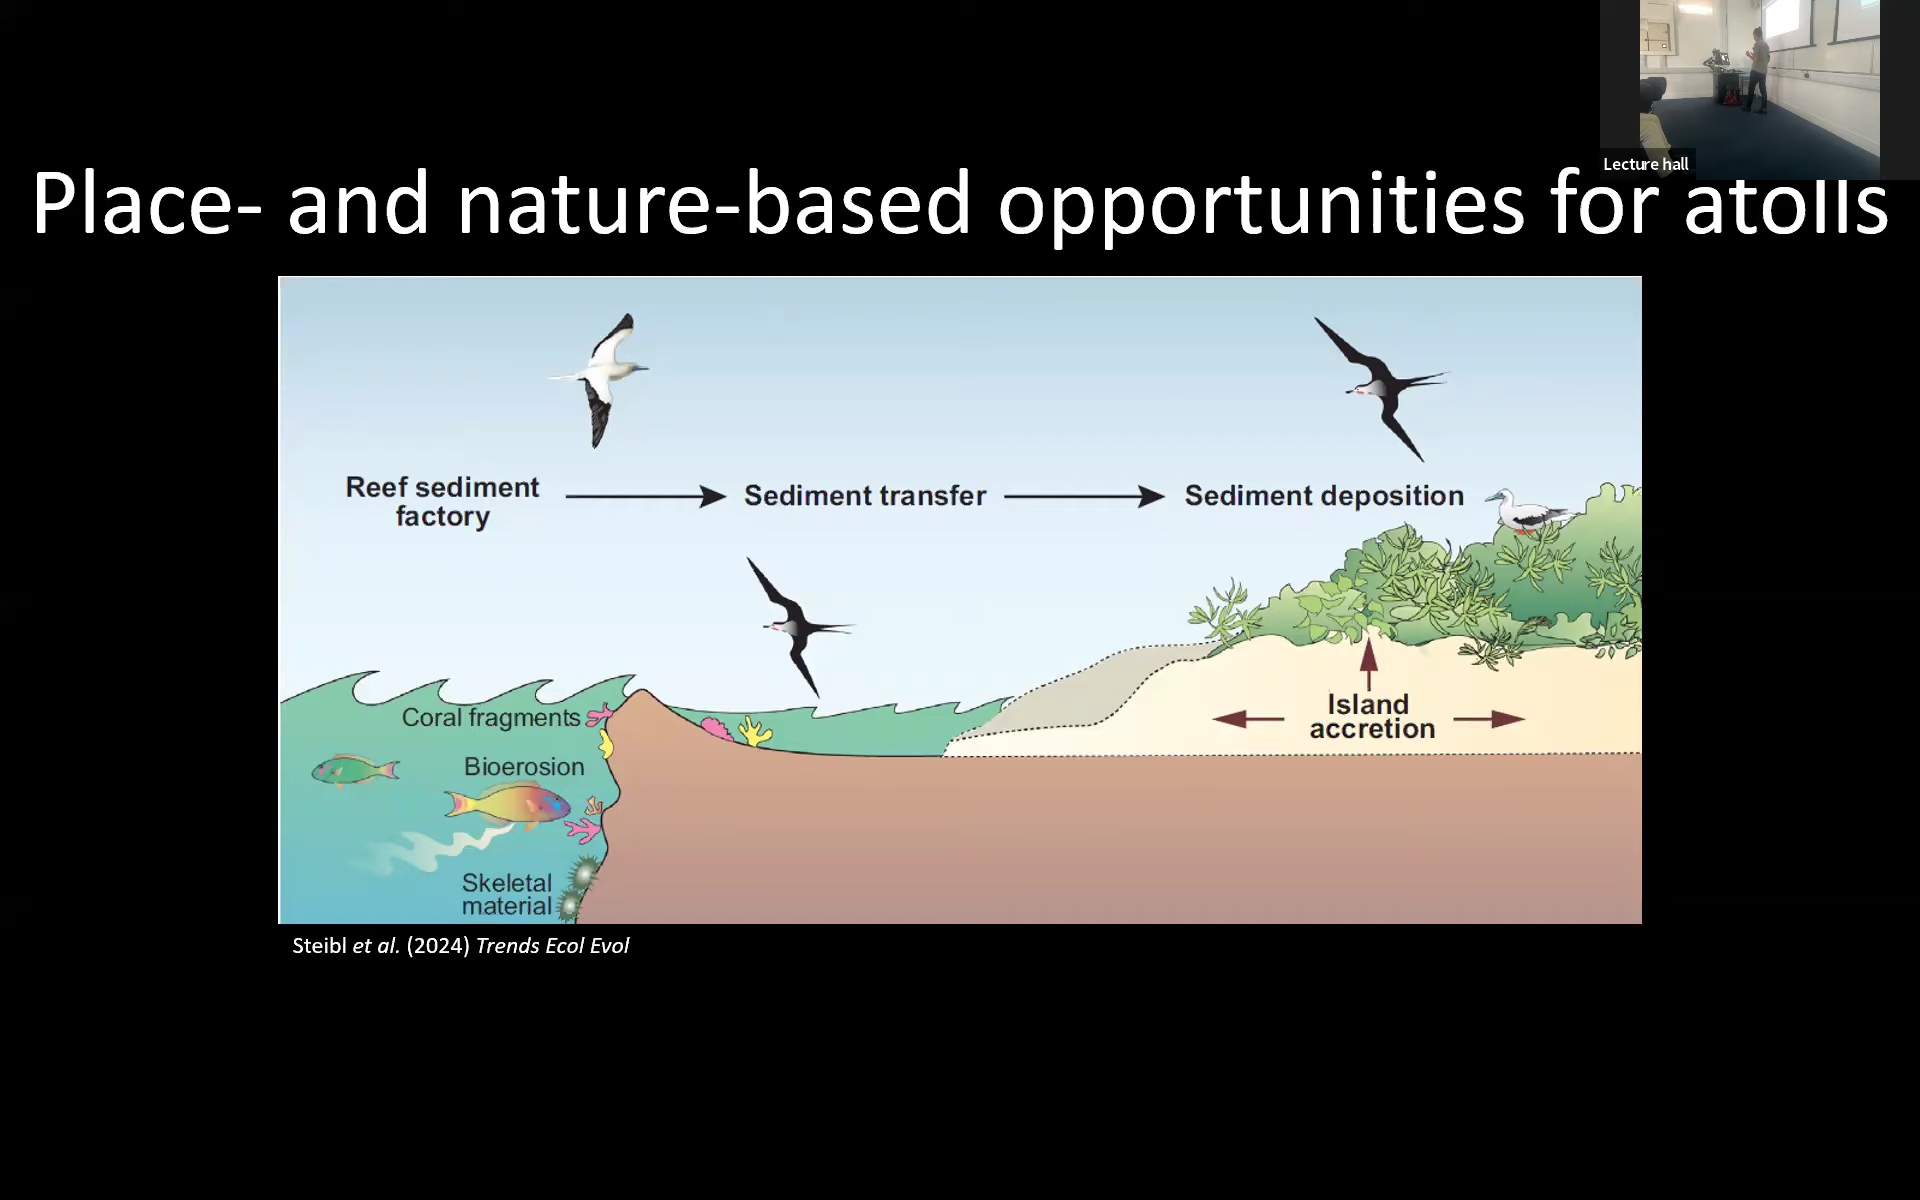 Lecture hall
Place- and nature-based opportunities for atolls
Reef sediment
factory
Sediment transfer
Sediment deposition
Coral fragments
Bioerosion
Skeletal
material
Island
accretion
Steibl et al. (2024) Trends Ecol Evol